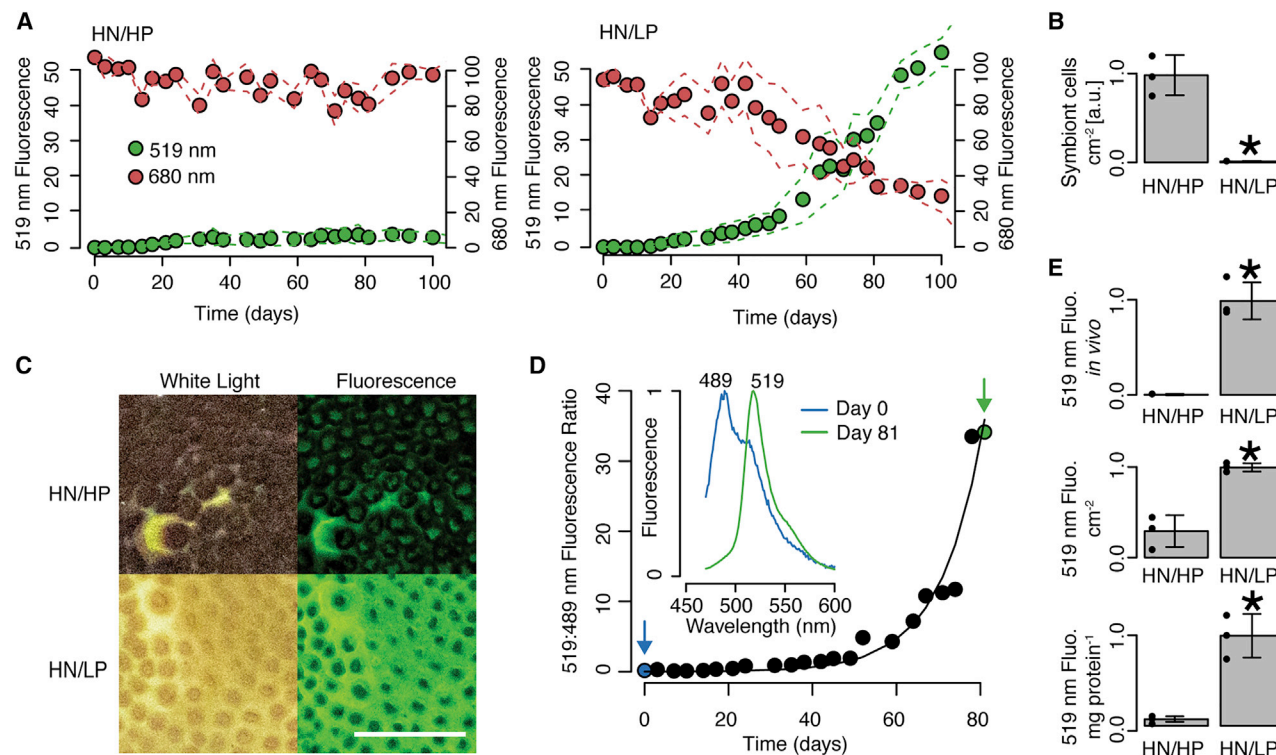 A
HN/HP
519 nm Fluorescence
0 10 20 30 40 50
519 nm
680 nm
680 nm Fluorescence
0 20 40 60 80 100
0 20 40 60 80 100
Time (days)
HN/LP
519 nm Fluorescence
0 10 20 30 40 50
680 nm Fluorescence
0 20 40 60 80 100
0 20 40 60 80 100
Time (days)
B
Symbiont cells
cm-2 [a.u.]
0.0 1.0
HN/HP
HN/LP
*
C
White Light
Fluorescence
HN/HP
HN/LP
D
519:489 nm Fluorescence Ratio
0 10 20 30 40
489 519
Day 0
Day 81
Fluorescence
0 1
450 500 550 600
Wavelength (nm)
0 20 40 60 80
Time (days)
E
519 nm Fluo.
in vivo
0.0 1.0
HN/HP
HN/LP
*
519 nm Fluo.
cm-2
0.0 1.0
HN/HP
HN/LP
*
519 nm Fluo.
mg protein-1
0.0 1.0
HN/HP
HN/LP
*